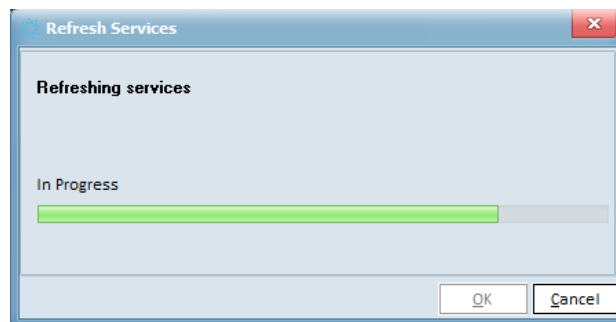 Refresh Services
Refreshing services
In Progress
OK
Cancel